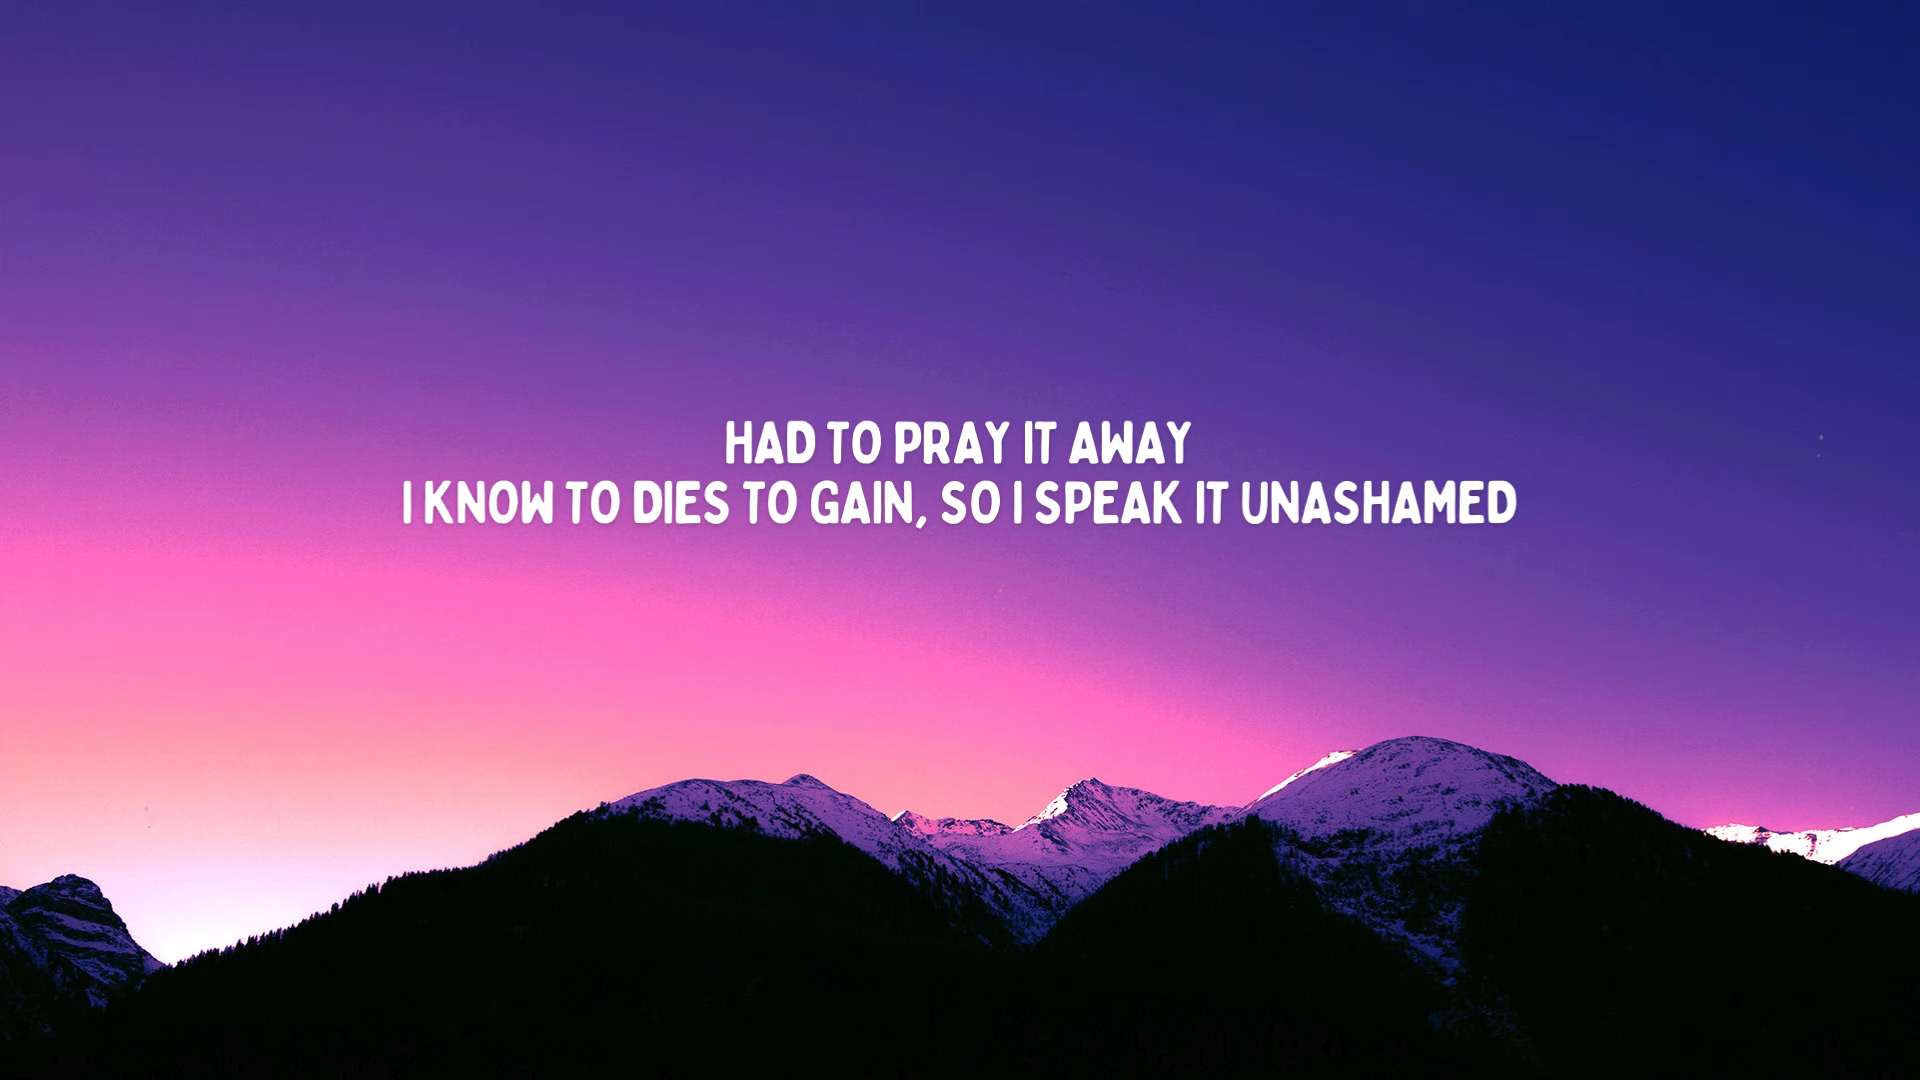 HAD TO PRAY IT AWAY
I KNOW TO DIES TO GAIN, SO I SPEAK IT UNASHAMED